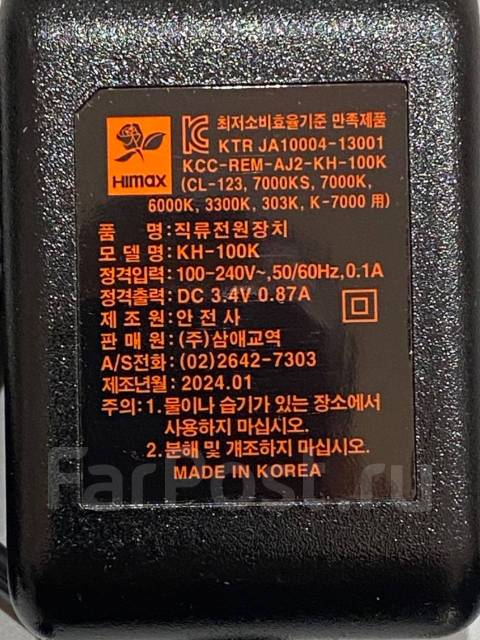 HIMAX
최저소비효율기준 만족제품
KTR JA10004-13001
KCC-REM-AJ2-KH-100K
(CL-123, 7000KS, 7000K,
6000K, 3300K, 303K, K-7000 用)
품 명: 직류전원장치
모 델 명: KH-100K
정격입력: 100-240V~,50/60Hz,0.1A
정격출력: DC 3.4V 0.87A
제 조 원: 안전사
판 매 원: (주)삼애교역
A/S전화: (02)2642-7303
제조년월: 2024.01
주의: 1. 물이나 습기가 있는 장소에서
사용하지 마십시오.
2. 분해 및 개조하지 마십시오.
MADE IN KOREA
FarPost.ru